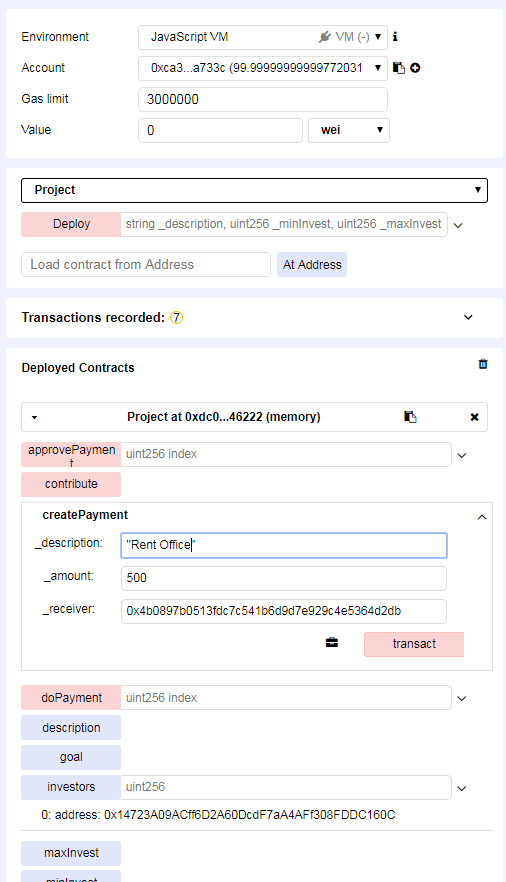 Environment JavaScript VM VM (-)
Account 0xca3...a733c (99.99999999999772031
Gas limit 3000000
Value 0 wei
Project
Deploy string _description, uint256 _minInvest, uint256 _maxInvest
Load contract from Address At Address
Transactions recorded: 7
Deployed Contracts
Project at 0xdc0...46222 (memory)
approvePaymen uint256 index
t
contribute
createPayment
_description: "Rent Office"
_amount: 500
_receiver: 0x4b0897b0513fdc7c541b6d9d7e929c4e5364d2db
transact
doPayment uint256 index
description
goal
investors uint256
0: address: 0x14723A09ACff6D2A60DcdF7aA4AFf308FDDC160C
maxInvest
minInvest